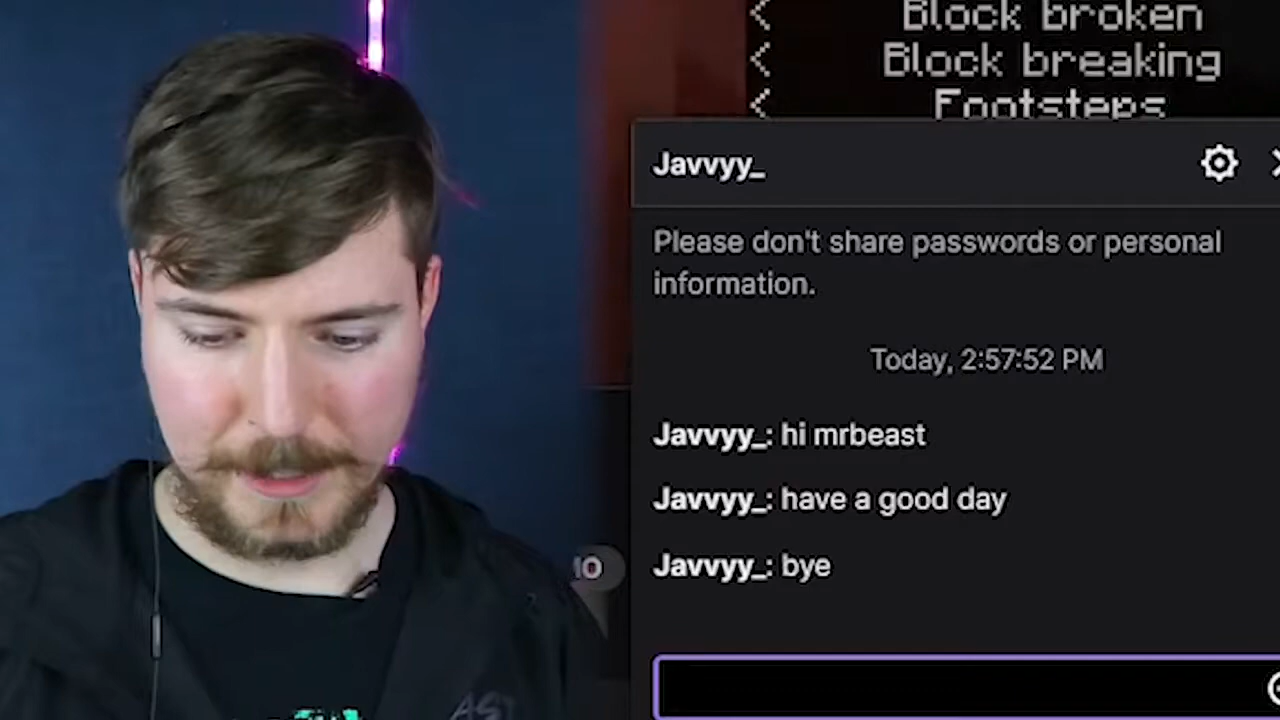 < Block broken
< Block breaking
< Footsteps
Javvyy_
Please don't share passwords or personal
information.
Today, 2:57:52 PM
Javvyy_: hi mrbeast
Javvyy_: have a good day
Javvyy_: bye